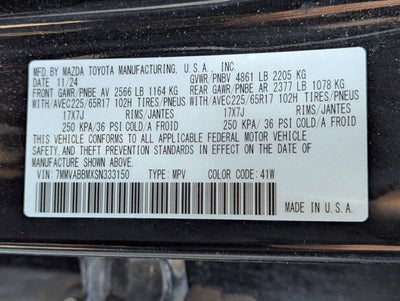 MFD. BY MAZDA TOYOTA MANUFACTURING, U.S.A., INC.
DATE: 11/24 GVWR/PNBV 4861 LB 2205 KG
FRONT GAWR/PNBE AV 2566 LB 1164 KG REAR GAWR/PNBE AR 2377 LB 1078 KG
WITH/AVEC225/65R17 102H TIRES/PNEUS WITH/AVEC225/65R17 102H TIRES/PNEUS
17X7J RIMS/JANTES 17X7J RIMS/JANTES
250 KPA/36 PSI COLD/A FROID 250 KPA/36 PSI COLD/A FROID
THIS VEHICLE CONFORMS TO ALL APPLICABLE FEDERAL MOTOR VEHICLE
SAFETY, BUMPER, AND THEFT PREVENTION STANDARDS IN EFFECT ON THE DATE
OF MANUFACTURE SHOWN ABOVE.
VIN: 7MMVABBMXSN333150 TYPE: MPV COLOR CODE: 41W
MADE IN U.S.A.